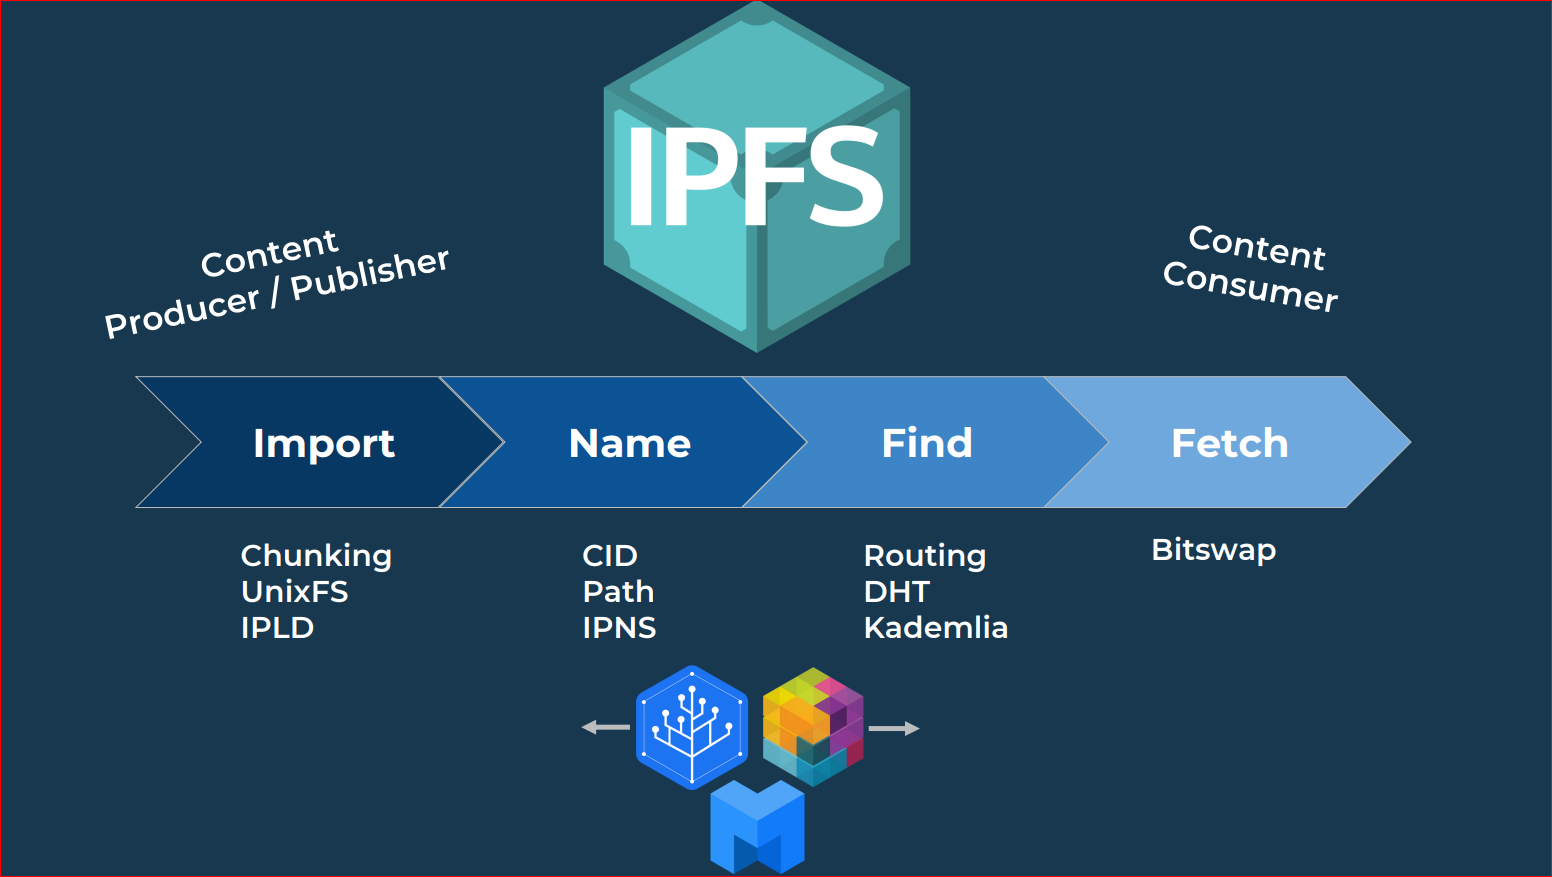 IPFS
Content
Producer / Publisher
Content
Consumer
Import
Name
Find
Fetch
Chunking
UnixFS
IPLD
CID
Path
IPNS
Routing
DHT
Kademlia
Bitswap